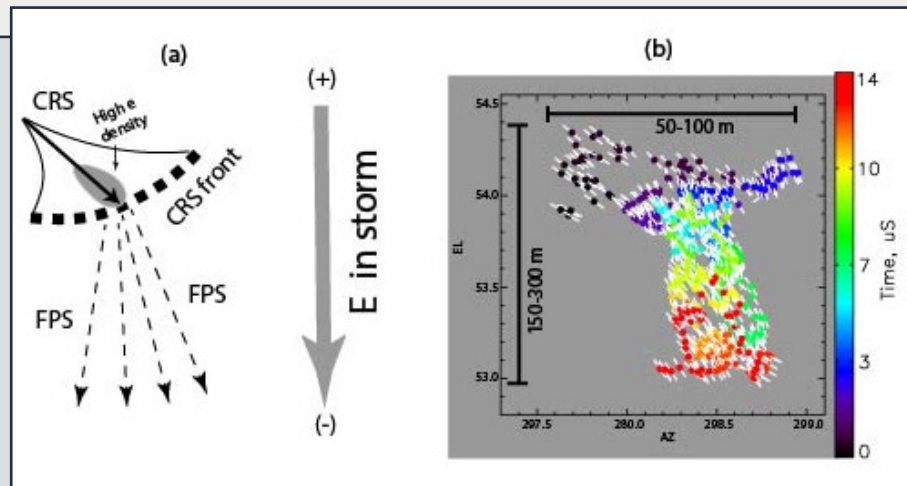 (a)
CRS
High e
density
CRS front
FPS
FPS
(+)
E in storm
(-)
(b)
54.5
54.0
53.5
53.0
EL
50-100 m
150-300 m
297.5
280.0
298.5
299.0
AZ
14
10
7
3
0
Time, uS